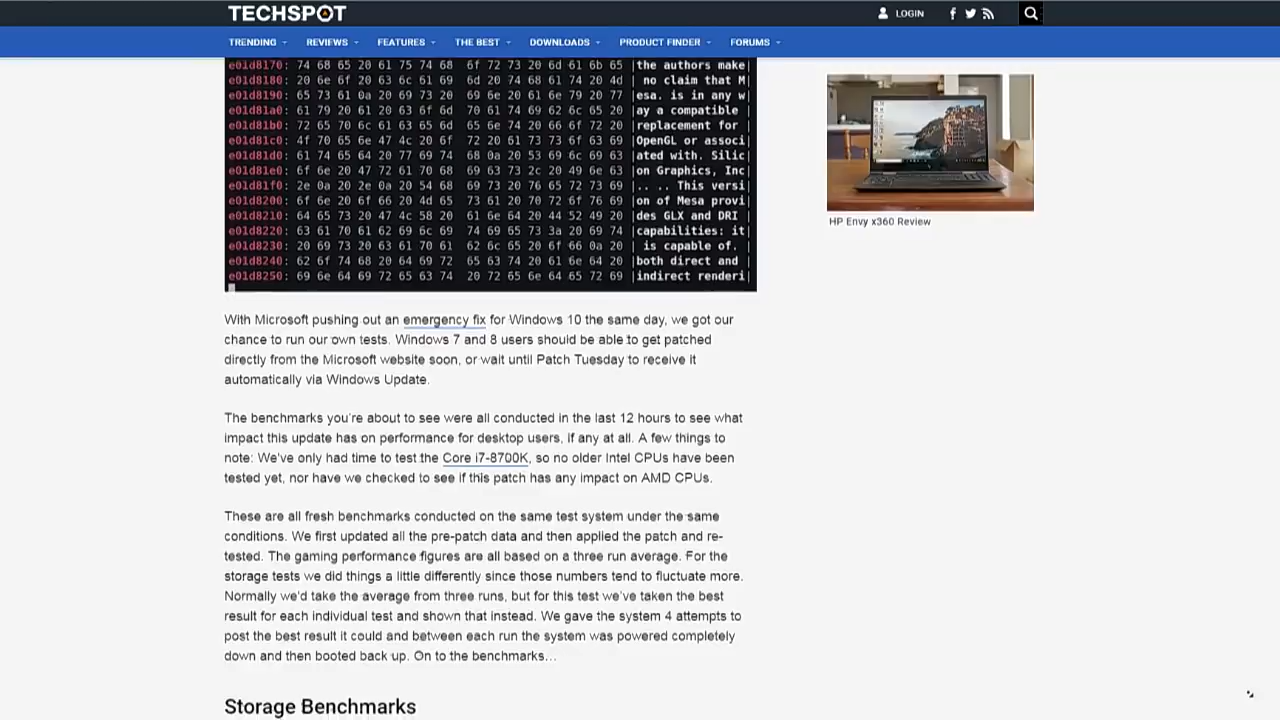 TECHSPOT
LOGIN
TRENDING
REVIEWS
FEATURES
THE BEST
DOWNLOADS
PRODUCT FINDER
FORUMS
e01d8170: 74 68 65 20 61 75 74 68 6f 72 73 20 6d 61 6b 65 |the authors make|
e01d8180: 20 6e 6f 20 63 6c 61 69 6d 20 74 68 61 74 20 4d | no claim that M|
e01d8190: 65 73 61 0a 20 69 73 20 69 6e 20 61 6e 79 20 77 |esa. is in any w|
e01d81a0: 61 79 20 61 20 63 6f 6d 70 61 74 69 62 6c 65 20 |ay a compatible |
e01d81b0: 72 65 70 6c 61 63 65 6d 65 6e 74 20 66 6f 72 20 |replacement for |
e01d81c0: 4f 70 65 6e 47 4c 20 6f 72 20 61 73 73 6f 63 69 |OpenGL or associ|
e01d81d0: 61 74 65 64 20 77 69 74 68 0a 20 53 69 6c 69 63 |ated with. Silic|
e01d81e0: 6f 6e 20 47 72 61 70 68 69 63 73 2c 20 49 6e 63 |on Graphics, Inc|
e01d81f0: 2e 0a 20 2e 0a 20 54 68 69 73 20 76 65 72 73 69 |.. .. This versi|
e01d8200: 6f 6e 20 6f 66 20 4d 65 73 61 20 70 72 6f 76 69 |on of Mesa provi|
e01d8210: 64 65 73 20 47 4c 58 20 61 6e 64 20 44 52 49 20 |des GLX and DRI |
e01d8220: 63 61 70 61 62 69 6c 69 74 69 65 73 3a 20 69 74 |capabilities: it|
e01d8230: 20 69 73 20 63 61 70 61 62 6c 65 20 6f 66 0a 20 | is capable of. |
e01d8240: 62 6f 74 68 20 64 69 72 65 63 74 20 61 6e 64 20 |both direct and |
e01d8250: 69 6e 64 69 72 65 63 74 20 72 65 6e 64 65 72 69 |indirect renderi|
HP Envy x360 Review
With Microsoft pushing out an emergency fix for Windows 10 the same day, we got our
chance to run our own tests. Windows 7 and 8 users should be able to get patched
directly from the Microsoft website soon, or wait until Patch Tuesday to receive it
automatically via Windows Update.
The benchmarks you're about to see were all conducted in the last 12 hours to see what
impact this update has on performance for desktop users, if any at all. A few things to
note: We've only had time to test the Core i7-8700K, so no older Intel CPUs have been
tested yet, nor have we checked to see if this patch has any impact on AMD CPUs.
These are all fresh benchmarks conducted on the same test system under the same
conditions. We first updated all the pre-patch data and then applied the patch and re-
tested. The gaming performance figures are all based on a three run average. For the
storage tests we did things a little differently since those numbers tend to fluctuate more.
Normally we'd take the average from three runs, but for this test we've taken the best
result for each individual test and shown that instead. We gave the system 4 attempts to
post the best result it could and between each run the system was powered completely
down and then booted back up. On to the benchmarks...
Storage Benchmarks